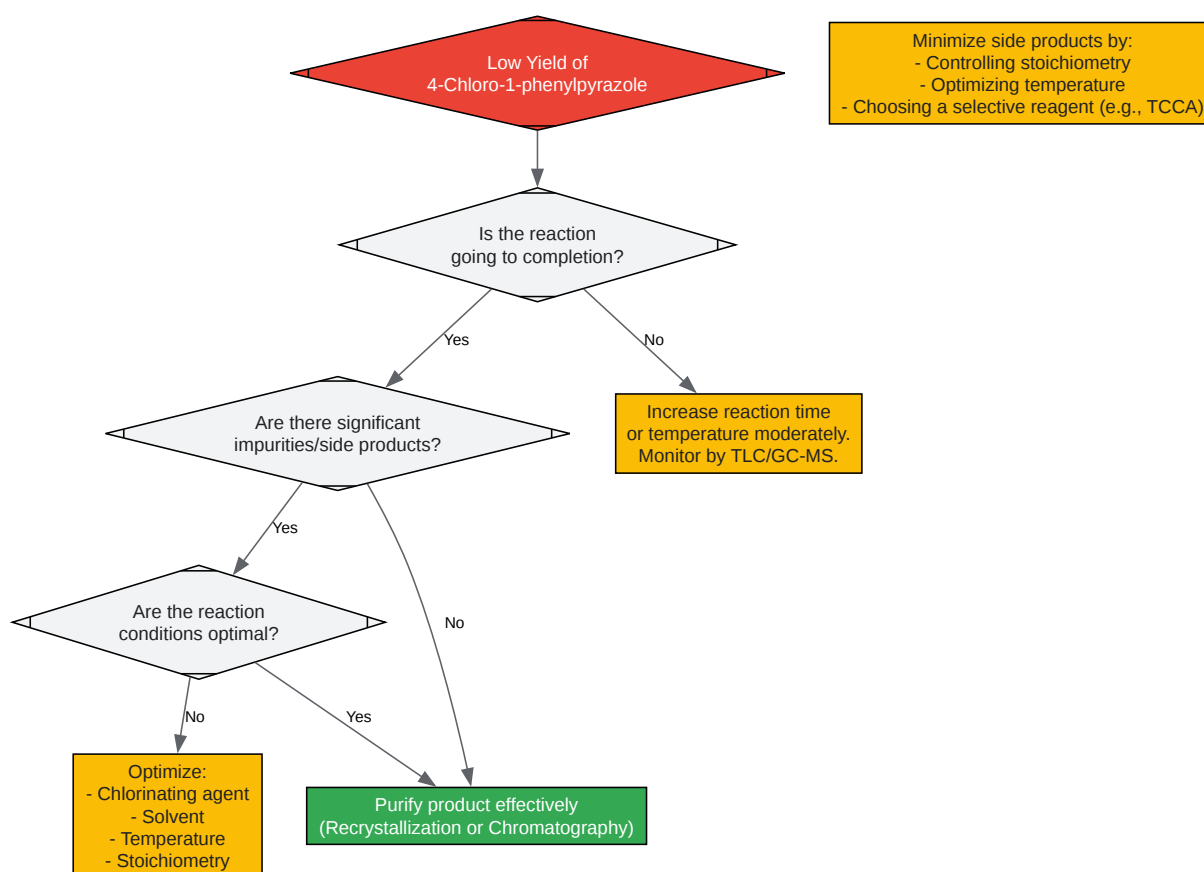 Low Yield of
4-Chloro-1-phenylpyrazole
Minimize side products by:
- Controlling stoichiometry
- Optimizing temperature
- Choosing a selective reagent (e.g., TCCA)
Is the reaction
going to completion?
Yes
No
Are there significant
impurities/side products?
Increase reaction time
or temperature moderately.
Monitor by TLC/GC-MS.
Yes
No
Are the reaction
conditions optimal?
No
Yes
Optimize:
- Chlorinating agent
- Solvent
- Temperature
- Stoichiometry
Purify product effectively
(Recrystallization or Chromatography)